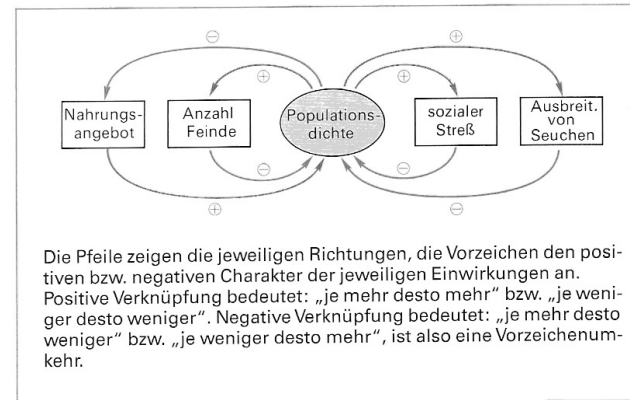 ⊖
⊕
⊕
⊕
Nahrungs-
angebot
Anzahl
Feinde
Populations-
dichte
sozialer
Streß
Ausbreit.
von
Seuchen
⊖
⊖
⊕
⊖
Die Pfeile zeigen die jeweiligen Richtungen, die Vorzeichen den posi-
tiven bzw. negativen Charakter der jeweiligen Einwirkungen an.
Positive Verknüpfung bedeutet: „je mehr desto mehr“ bzw. „je weni-
ger desto weniger“. Negative Verknüpfung bedeutet: „je mehr desto
weniger“ bzw. „je weniger desto mehr“, ist also eine Vorzeichenum-
kehr.